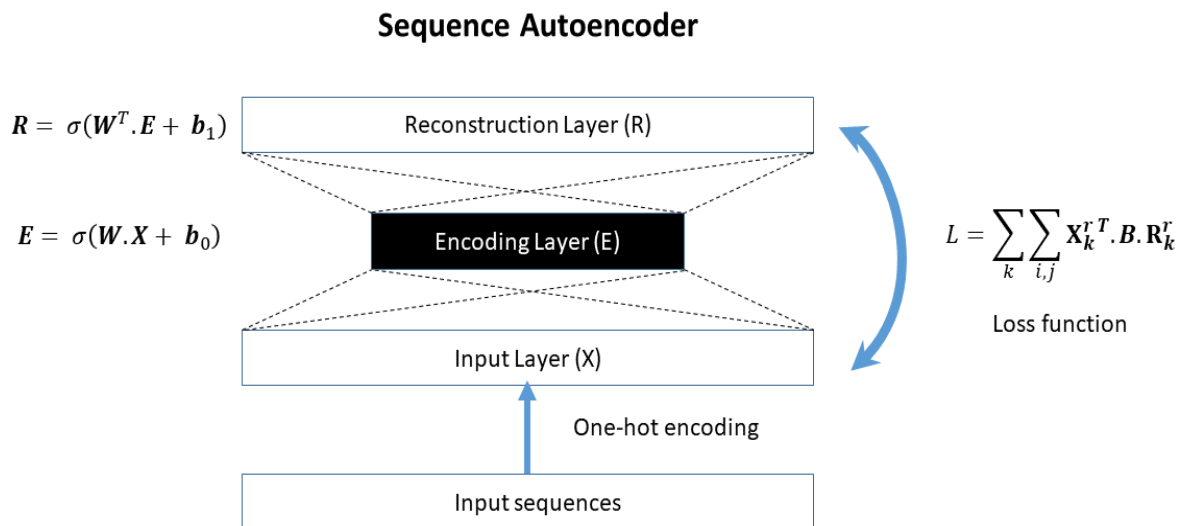 Sequence Autoencoder
R = σ(Wᵀ.E + b₁)
Reconstruction Layer (R)
E = σ(W.X + b₀)
Encoding Layer (E)
L = ∑ₖ ∑ᵢ,ⱼ Xₖʳᵀ.B.Rₖʳ
Loss function
Input Layer (X)
One-hot encoding
Input sequences